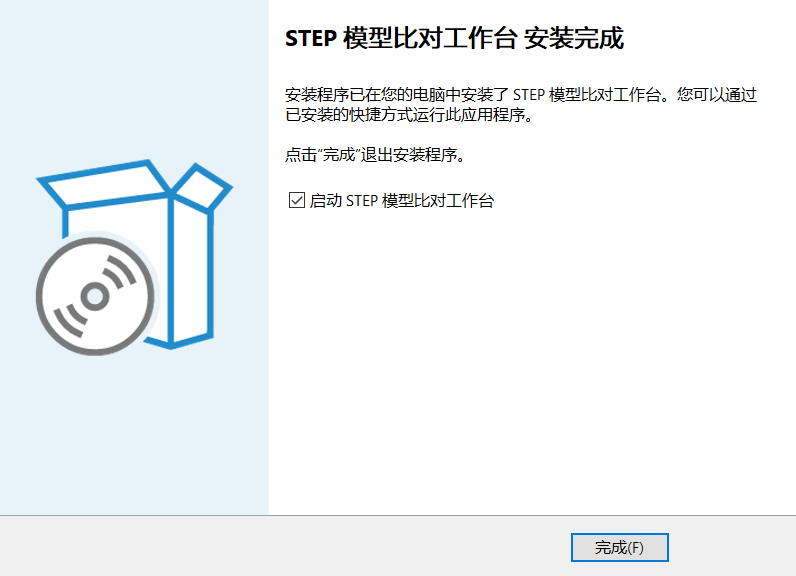 STEP 模型比对工作台 安装完成
安装程序已在您的电脑中安装了 STEP 模型比对工作台。您可以通过
已安装的快捷方式运行此应用程序。
点击“完成”退出安装程序。
启动 STEP 模型比对工作台
完成(F)